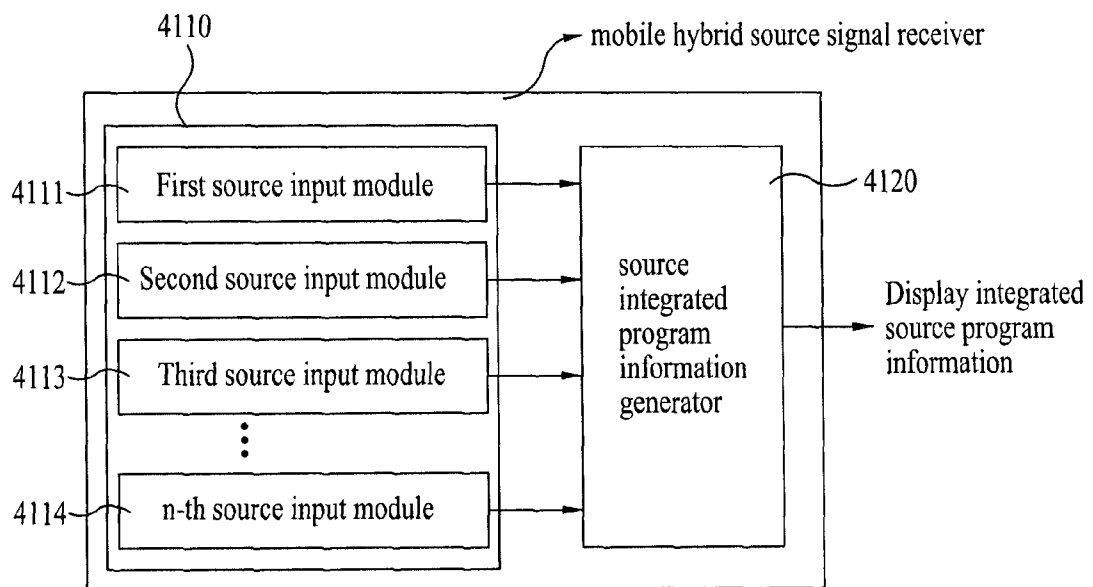 4110
mobile hybrid source signal receiver
4111
First source input module
4112
Second source input module
4113
Third source input module
4114
n-th source input module
source
integrated
program
information
generator
4120
Display integrated
source program
information